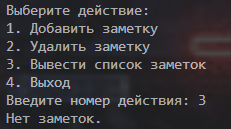 Выберите действие:
1. Добавить заметку
2. Удалить заметку
3. Вывести список заметок
4. Выход
Введите номер действия: 3
Нет заметок.